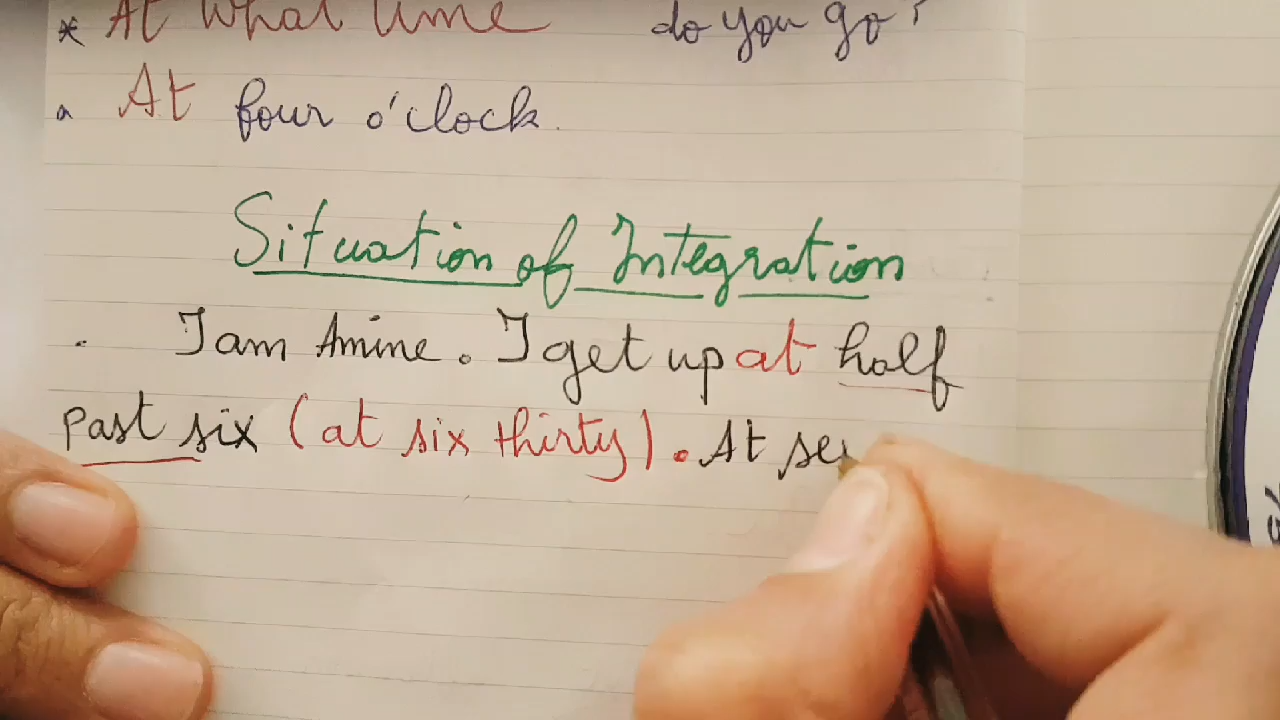 * At what time do you go?
At four o'clock.
Situation of Integration
. I am Amine. I get up at half
past six (at six thirty). At